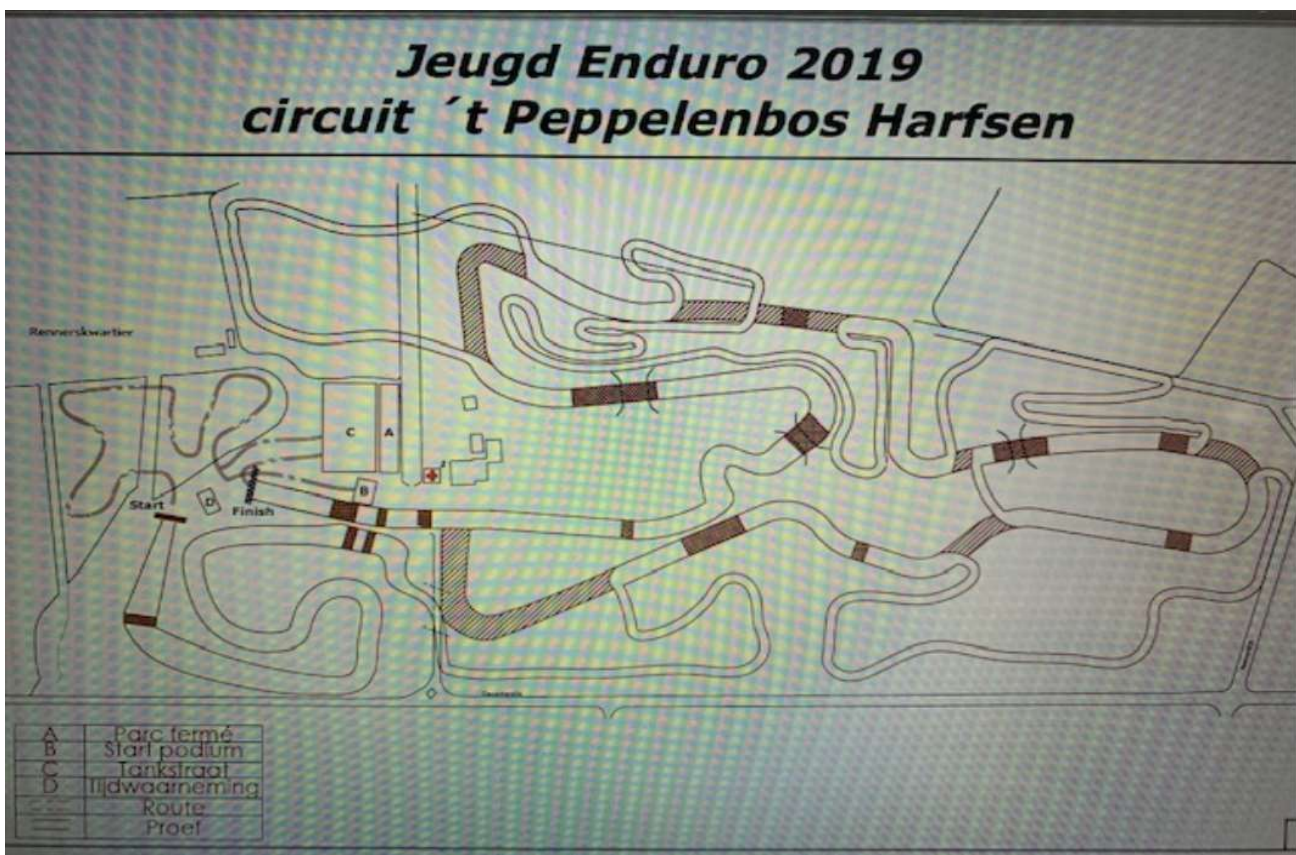 Jeugd Enduro 2019
circuit ´t Peppelenbos Harfsen
Rennerskwartier
C
A
B
D
Start
Finish
A Parc fermé
B Start podium
C Tankstraat
D Tijdwaarneming
Route
Proef